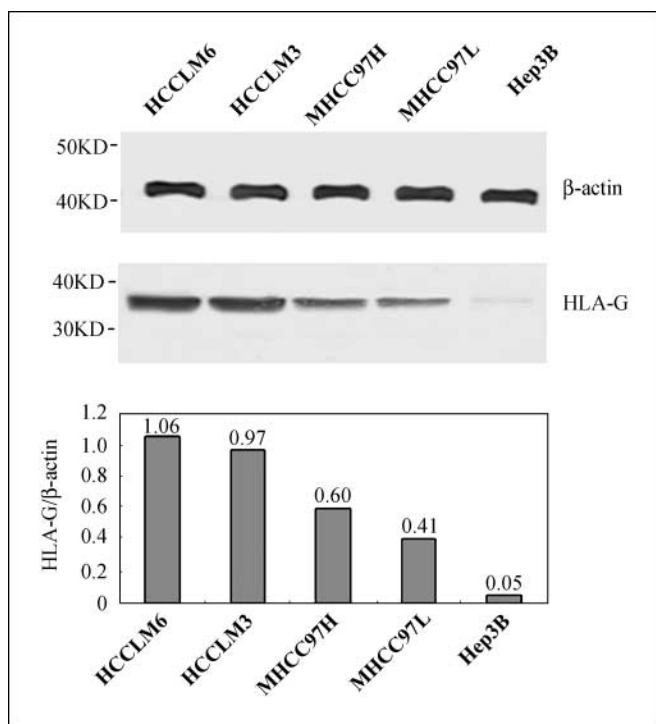 HCCLM6 HCCLM3 MHCC97H MHCC97L Hep3B
50KD
40KD
β-actin
40KD
30KD
HLA-G
HLA-G/β-actin
1.2
1.0
0.8
0.6
0.4
0.2
0
1.06 0.97 0.60 0.41 0.05
HCCLM6 HCCLM3 MHCC97H MHCC97L Hep3B